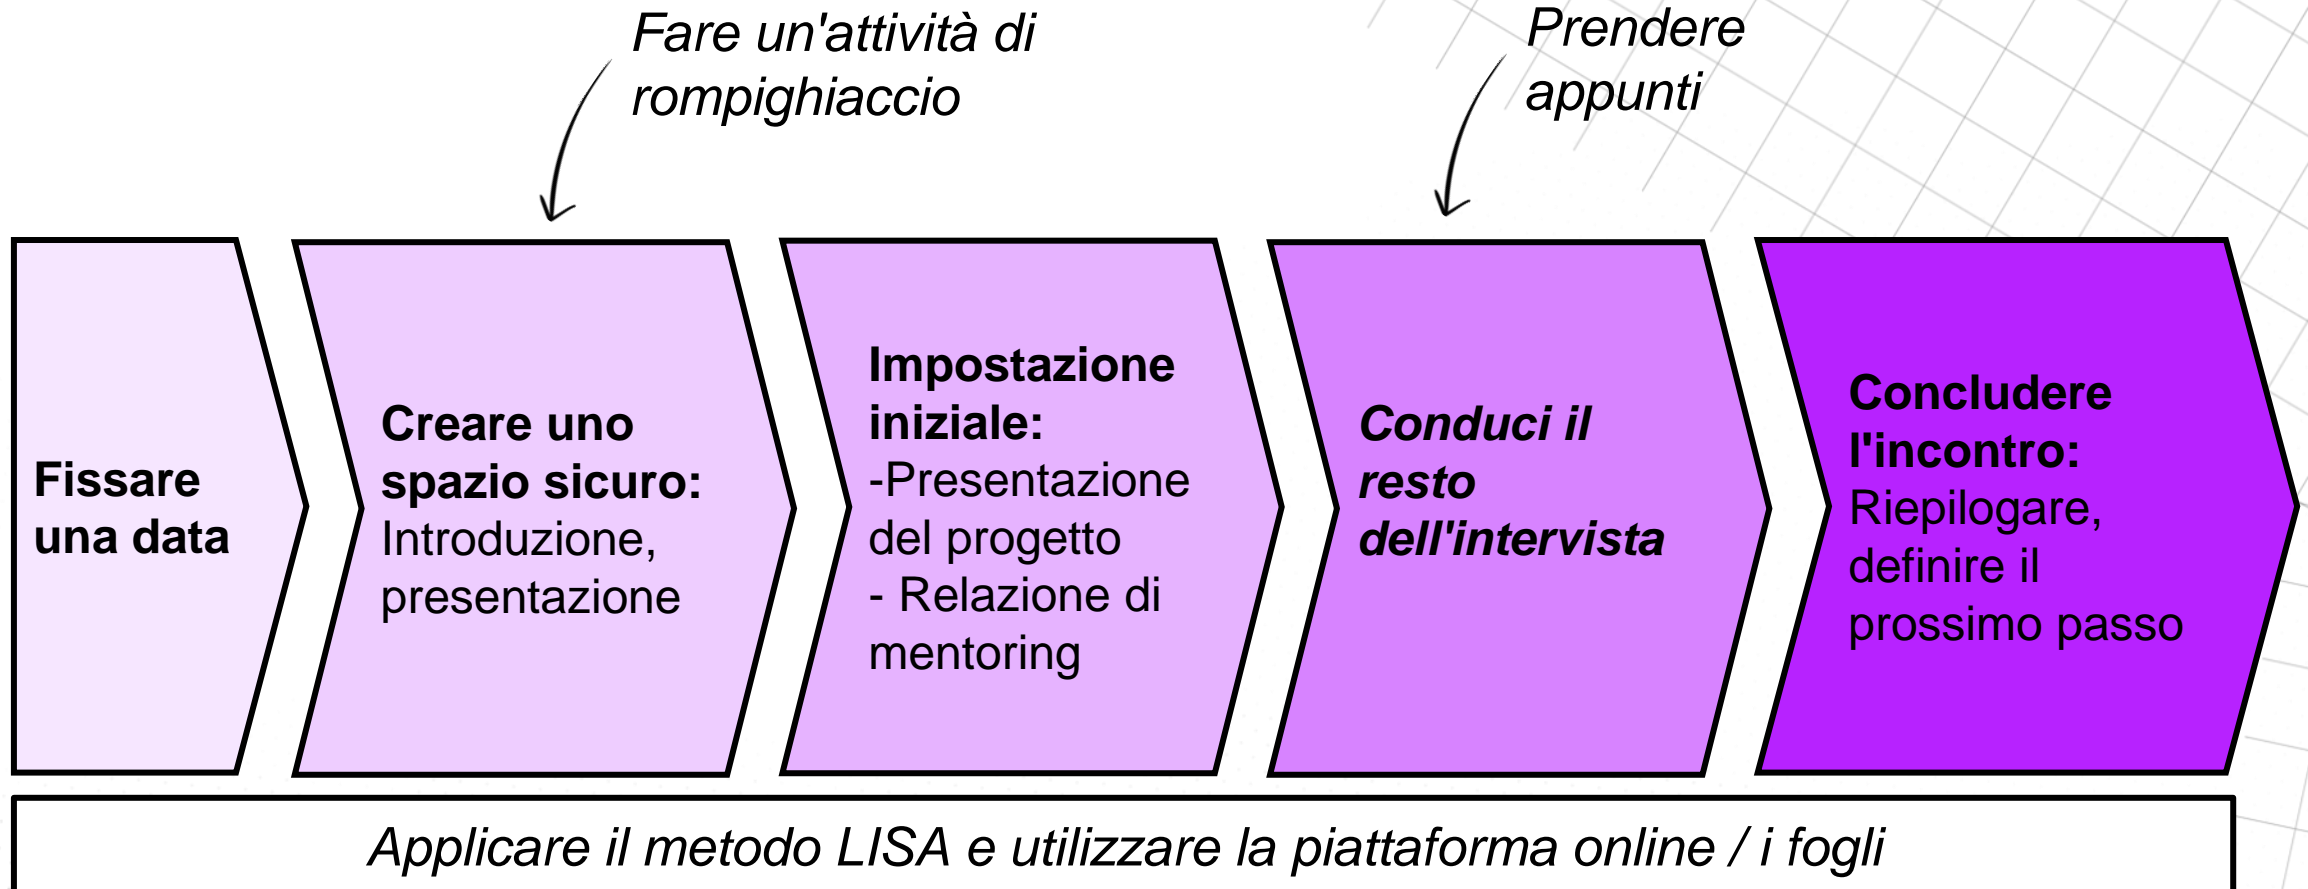 Fare un'attività di
rompighiaccio
Prendere
appunti
Fissare
una data
Creare uno
spazio sicuro:
Introduzione,
presentazione
Impostazione
iniziale:
-Presentazione
del progetto
- Relazione di
mentoring
Conduci il
resto
dell'intervista
Concludere
l'incontro:
Riepilogare,
definire il
prossimo passo
Applicare il metodo LISA e utilizzare la piattaforma online / i fogli